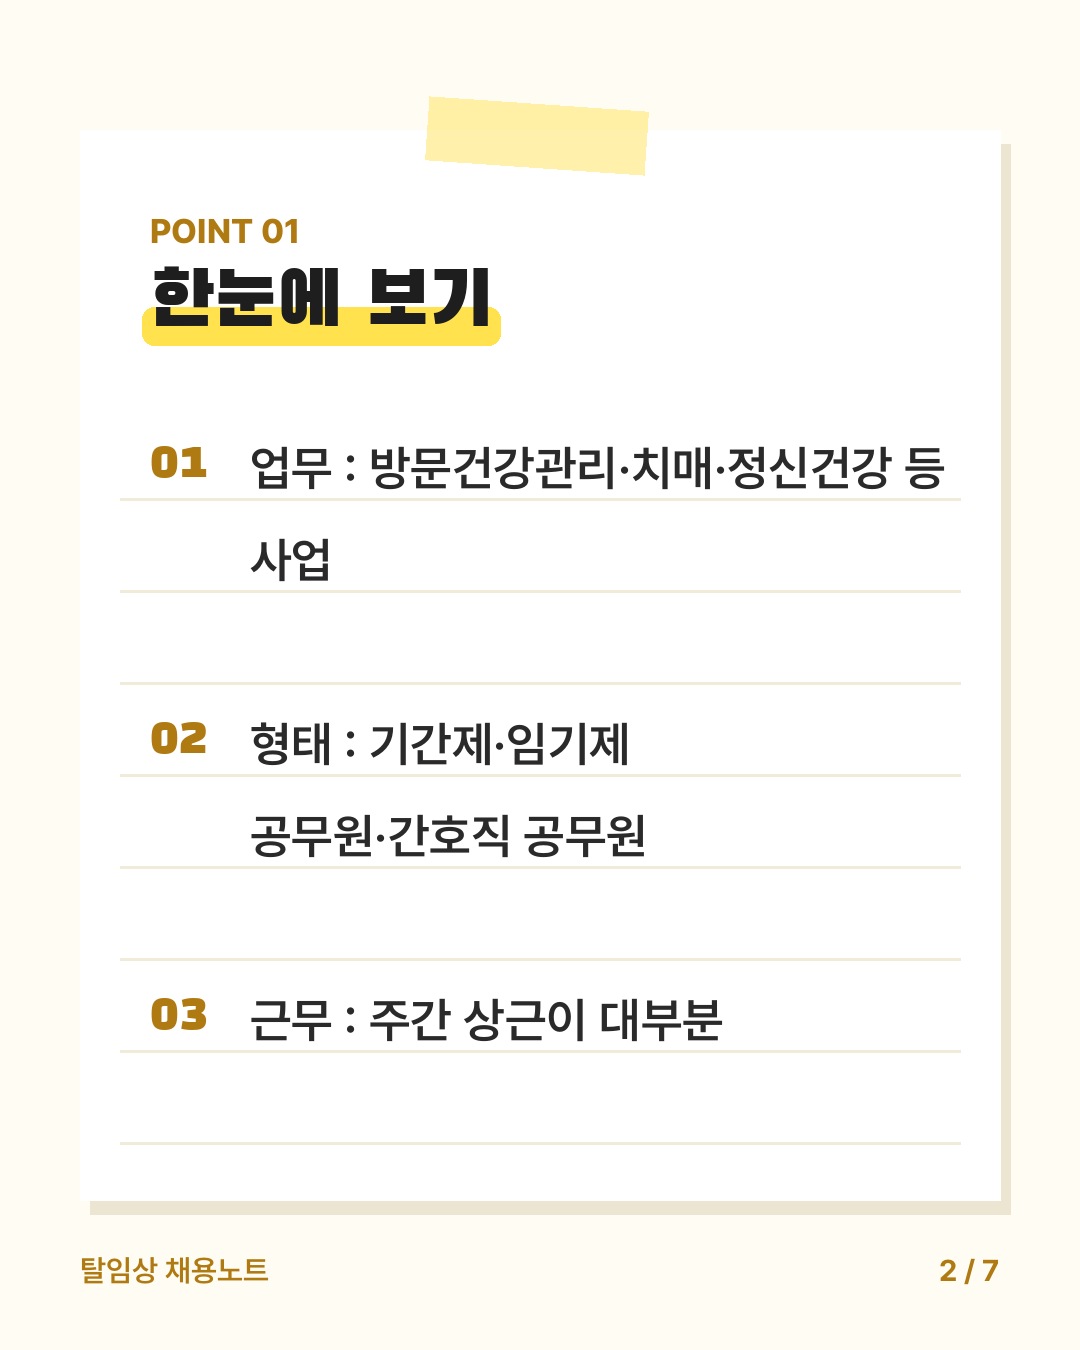 POINT 01
한눈에 보기
01 업무 : 방문건강관리·치매·정신건강 등
사업
02 형태 : 기간제·임기제
공무원·간호직 공무원
03 근무 : 주간 상근이 대부분
탈임상 채용노트
2 / 7